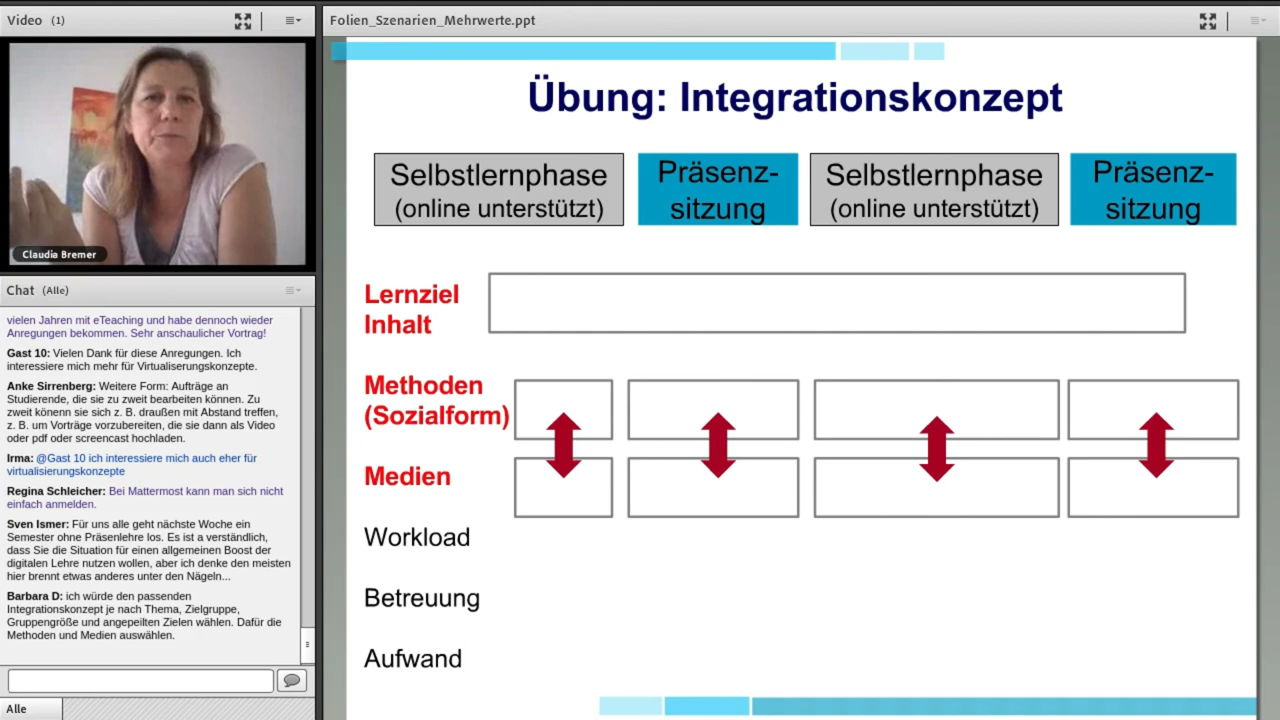 Video (1)
Claudia Bremer
Chat (Alle)
vielen Jahren mit eTeaching und habe dennoch wieder
Anregungen bekommen. Sehr anschaulicher Vortrag!
Gast 10: Vielen Dank für diese Anregungen. Ich
interessiere mich mehr für Virtualiserungskonzepte.
Anke Sirrenberg: Weitere Form: Aufträge an
Studierende, die sie zu zweit bearbeiten können. Zu
zweit könenn sie sich z. B. draußen mit Abstand treffen,
z. B. um Vorträge vorzubereiten, die sie dann als Video
oder pdf oder screencast hochladen.
Irma: @Gast 10 ich interessiere mich auch eher für
virtualisierungskonzepte
Regina Schleicher: Bei Mattermost kann man sich nicht
einfach anmelden.
Sven Ismer: Für uns alle geht nächste Woche ein
Semester ohne Präsenlehre los. Es ist a verständlich,
dass Sie die Situation für einen allgemeinen Boost der
digitalen Lehre nutzen wollen, aber ich denke den meisten
hier brennt etwas anderes unter den Nägeln...
Barbara D: ich würde den passenden
Integrationskonzept je nach Thema, Zielgruppe,
Gruppengröße und angepeilten Zielen wählen. Dafür die
Methoden und Medien auswählen.
Alle
Folien_Szenarien_Mehrwerte.ppt
Übung: Integrationskonzept
Selbstlernphase
(online unterstützt)
Präsenz-
sitzung
Selbstlernphase
(online unterstützt)
Präsenz-
sitzung
Lernziel
Inhalt
Methoden
(Sozialform)
Medien
Workload
Betreuung
Aufwand